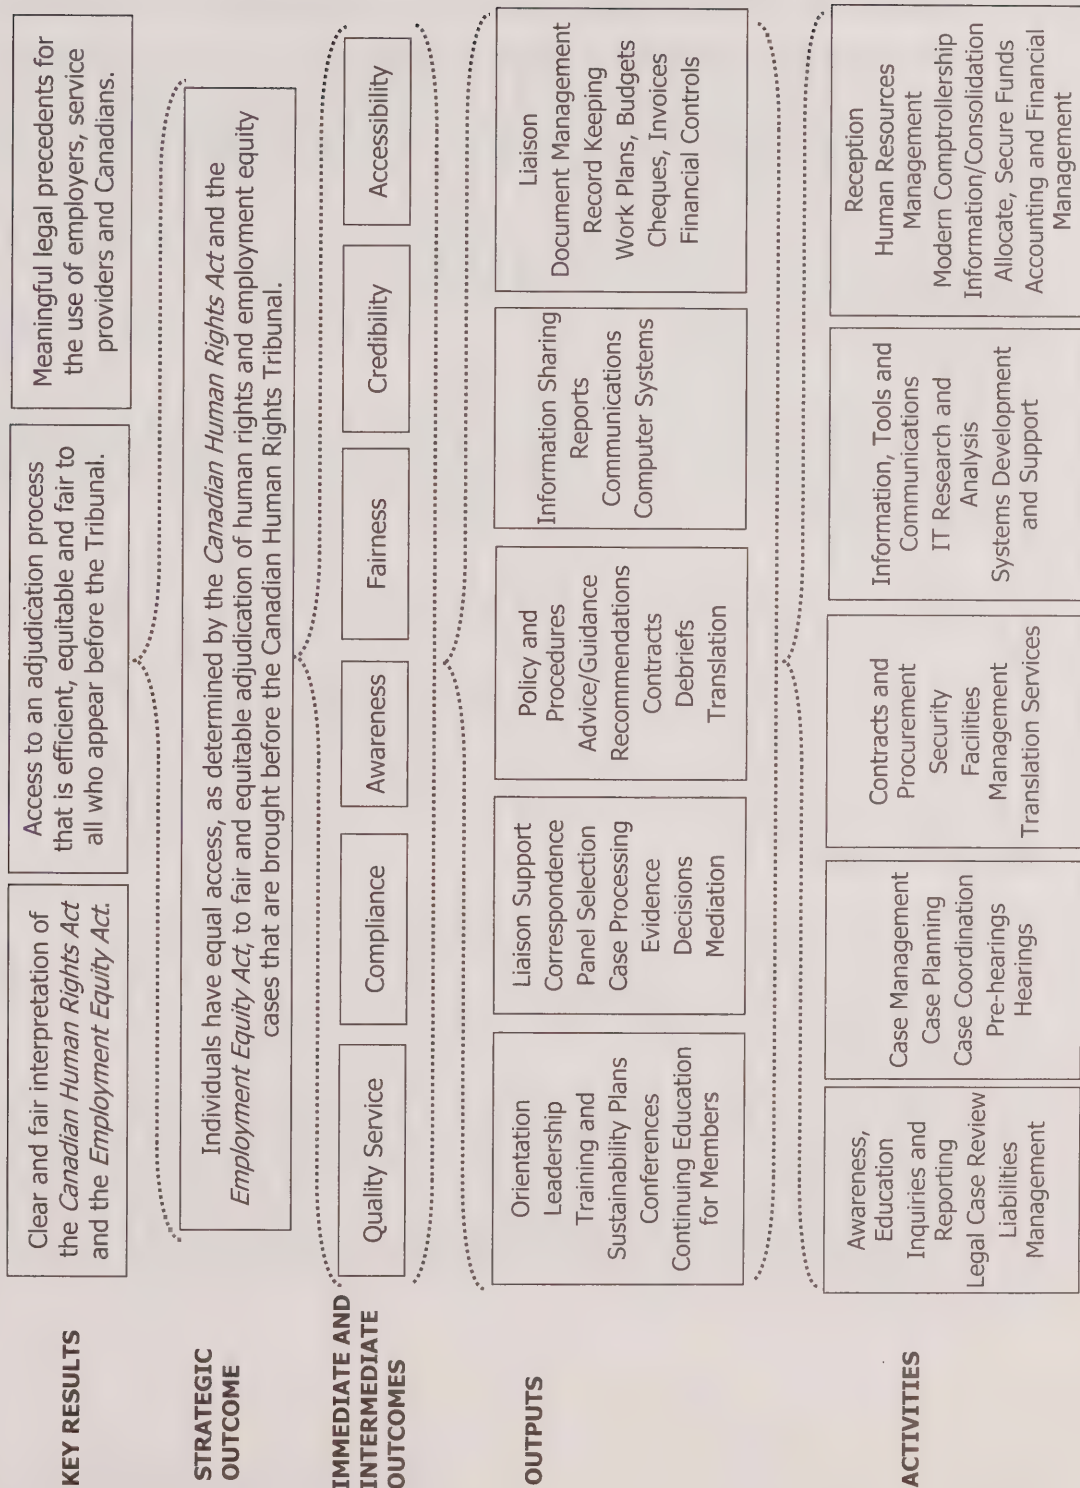 KEY RESULTS
Clear and fair interpretation of
the Canadian Human Rights Act
and the Employment Equity Act.
Access to an adjudication process
that is efficient, equitable and fair to
all who appear before the Tribunal.
Meaningful legal precedents for
the use of employers, service
providers and Canadians.
STRATEGIC
OUTCOME
Individuals have equal access, as determined by the Canadian Human Rights Act and the
Employment Equity Act, to fair and equitable adjudication of human rights and employment equity
cases that are brought before the Canadian Human Rights Tribunal.
IMMEDIATE AND
INTERMEDIATE
OUTCOMES
Quality Service
Compliance
Awareness
Fairness
Credibility
Accessibility
OUTPUTS
Orientation
Leadership
Training and
Sustainability Plans
Conferences
Continuing Education
for Members
Liaison Support
Correspondence
Panel Selection
Case Processing
Evidence
Decisions
Mediation
Policy and
Procedures
Advice/Guidance
Recommendations
Contracts
Debriefs
Translation
Information Sharing
Reports
Communications
Computer Systems
Liaison
Document Management
Record Keeping
Work Plans, Budgets
Cheques, Invoices
Financial Controls
ACTIVITIES
Awareness,
Education
Inquiries and
Reporting
Legal Case Review
Liabilities
Management
Case Management
Case Planning
Case Coordination
Pre-hearings
Hearings
Contracts and
Procurement
Security
Facilities
Management
Translation Services
Information, Tools and
Communications
IT Research and
Analysis
Systems Development
and Support
Reception
Human Resources
Management
Modern Comptrollership
Information/Consolidation
Allocate, Secure Funds
Accounting and Financial
Management